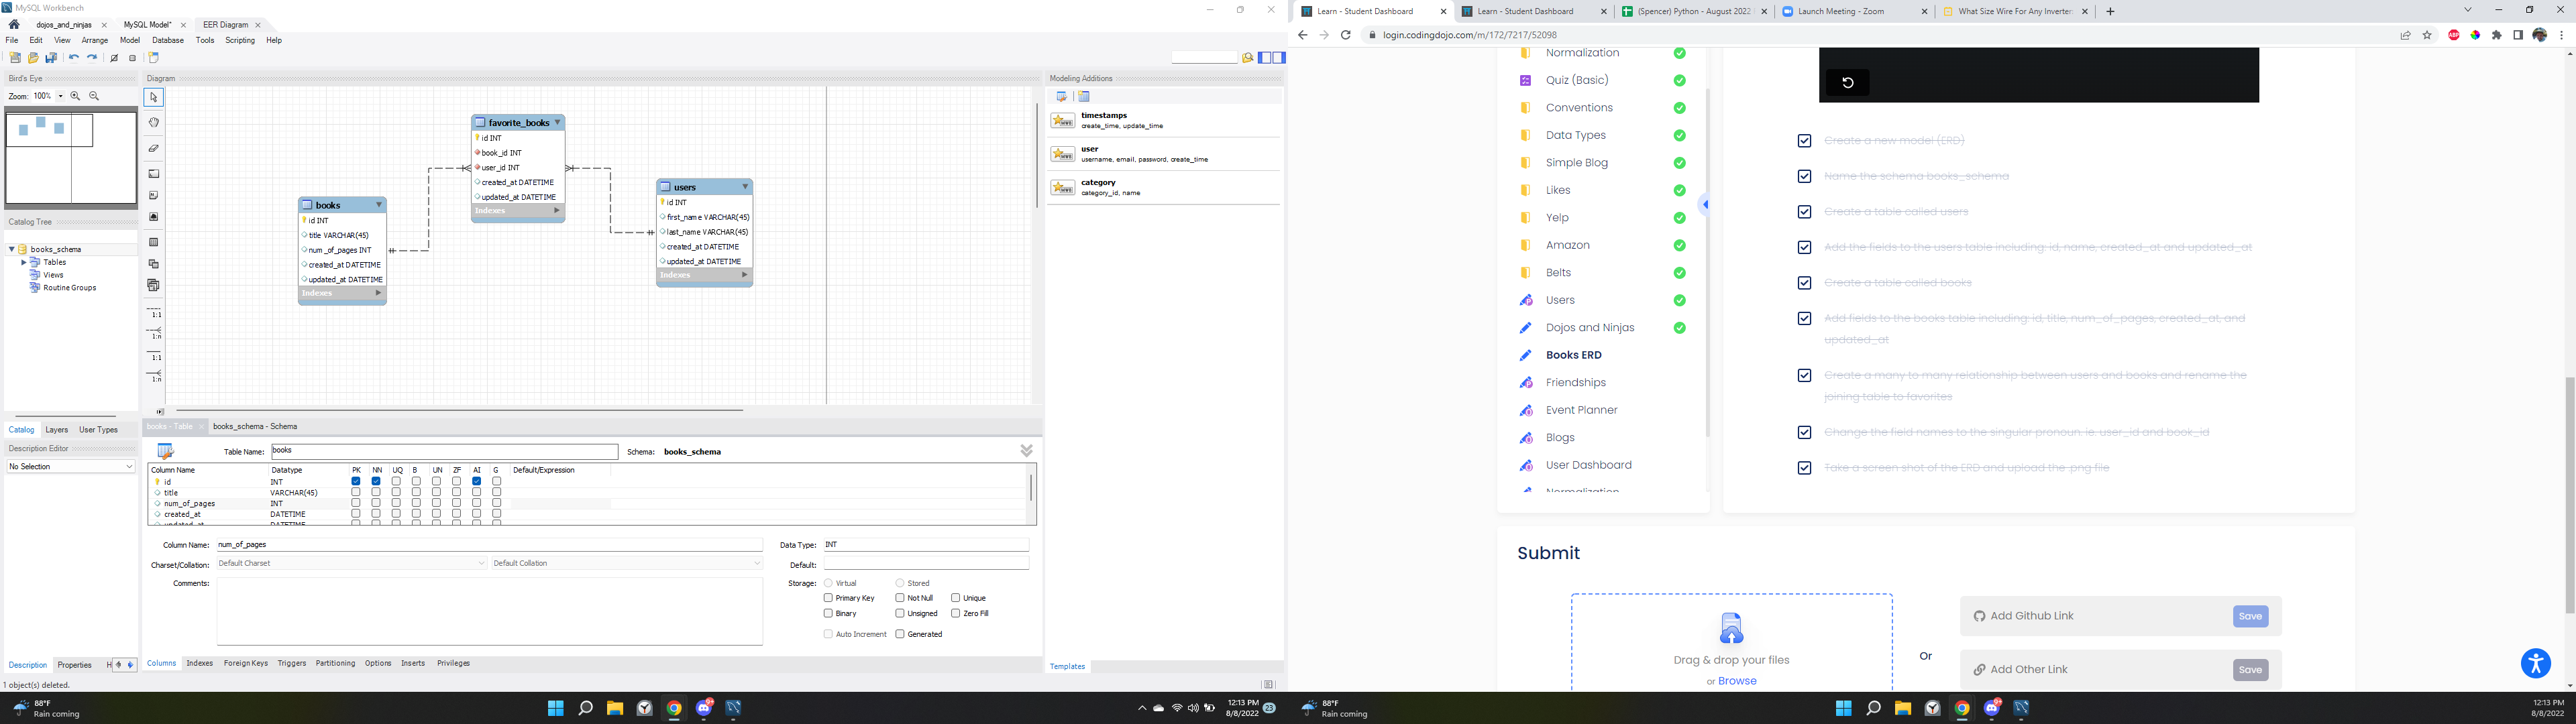 MySQL Workbench
dojos_and_ninjas × MySQL Model* × EER Diagram ×
File Edit View Arrange Model Database Tools Scripting Help
Bird's Eye
Zoom: 100%
Catalog Tree
books_schema
Tables
Views
Routine Groups
Catalog Layers User Types
Description Editor
No Selection
Description Properties H
1 object(s) deleted.
Diagram
1:1
1:n
1:1
1:n
books
id INT
title VARCHAR(45)
num_of_pages INT
created_at DATETIME
updated_at DATETIME
Indexes
favorite_books
id INT
book_id INT
user_id INT
created_at DATETIME
updated_at DATETIME
Indexes
users
id INT
first_name VARCHAR(45)
last_name VARCHAR(45)
created_at DATETIME
updated_at DATETIME
Indexes
Modeling Additions
timestamps
create_time, update_time
user
username, email, password, create_time
category
category_id, name
Templates
books - Table × books_schema - Schema
Table Name: books Schema: books_schema
Column Name Datatype PK NN UQ B UN ZF AI G Default/Expression
id INT
title VARCHAR(45)
num_of_pages INT
created_at DATETIME
updated_at DATETIME
Column Name: num_of_pages Data Type: INT
Charset/Collation: Default Charset Default Collation Default:
Comments: Storage: Virtual Stored
Primary Key Not Null Unique
Binary Unsigned Zero Fill
Auto Increment Generated
Columns Indexes Foreign Keys Triggers Partitioning Options Inserts Privileges
88°F
Rain coming
12:13 PM
8/8/2022
23
Learn - Student Dashboard × Learn - Student Dashboard × (Spencer) Python - August 2022 × Launch Meeting - Zoom × What Size Wire For Any Inverter ×
login.codingdojo.com/m/172/7217/52098
ABP
Normalization
Quiz (Basic)
Conventions
Data Types
Simple Blog
Likes
Yelp
Amazon
Belts
Users
Dojos and Ninjas
Books ERD
Friendships
Event Planner
Blogs
User Dashboard
Normalization
Create a new model (ERD)
Name the schema books_schema
Create a table called users
Add the fields to the users table including: id, name, created_at and updated_at
Create a table called books
Add fields to the books table including: id, title, num_of_pages, created_at, and
updated_at
Create a many to many relationship between users and books and rename the
joining table to favorites
Change the field names to the singular pronoun. ie. user_id and book_id
Take a screen shot of the ERD and upload the .png file
Submit
Drag & drop your files
or Browse
Or
Add Github Link Save
Add Other Link Save
88°F
Rain coming
12:13 PM
8/8/2022